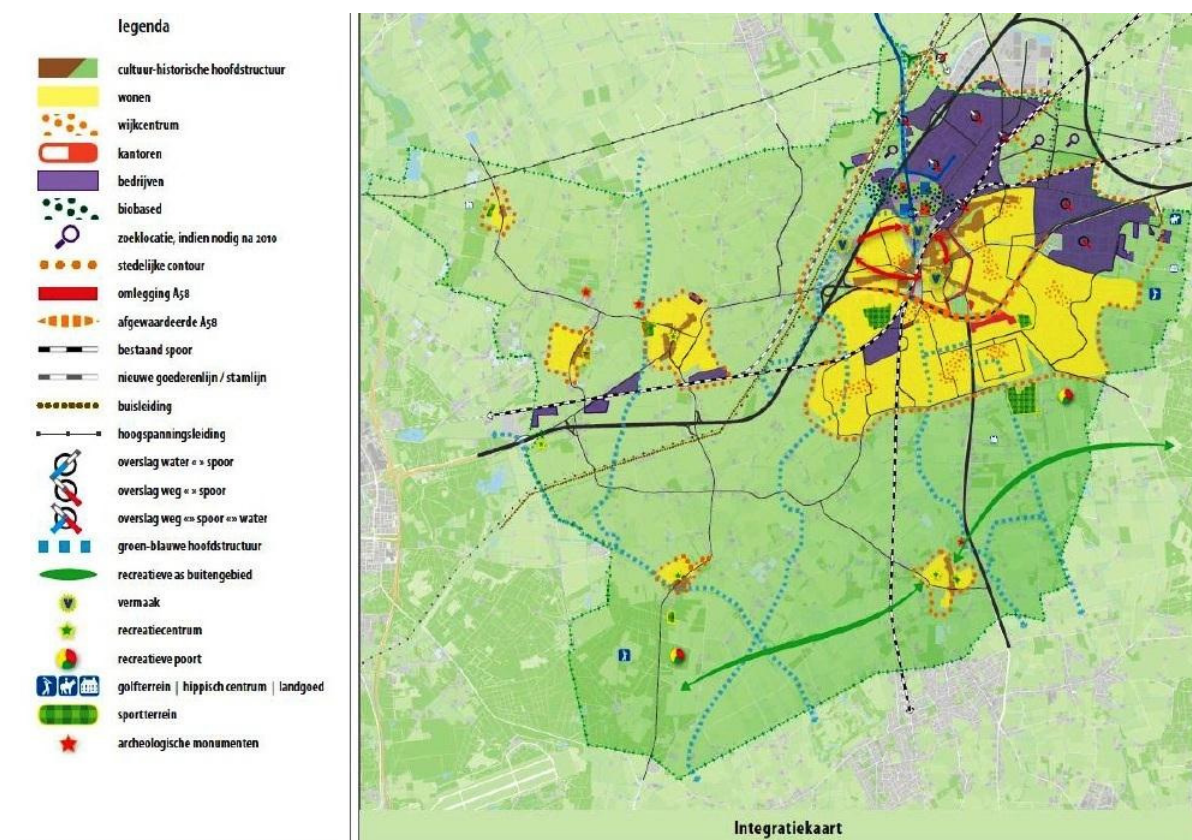 legenda
cultuur-historische hoofdstructuur
wonen
wijkcentrum
kantoren
bedrijven
biobased
zoeklocatie, indien nodig na 2010
stedelijke contour
omlegging A58
afgewaardeerde A58
bestaand spoor
nieuwe goederenlijn / stamlijn
buisleiding
hoogspanningsleiding
overslag water «» spoor
overslag weg «» spoor
overslag weg «» spoor «» water
groen-blauwe hoofdstructuur
recreatieve as buitengebied
vermaak
recreatiecentrum
recreatieve poort
golfterrein | hippisch centrum | landgoed
sportterrein
archeologische monumenten
Integratiekaart